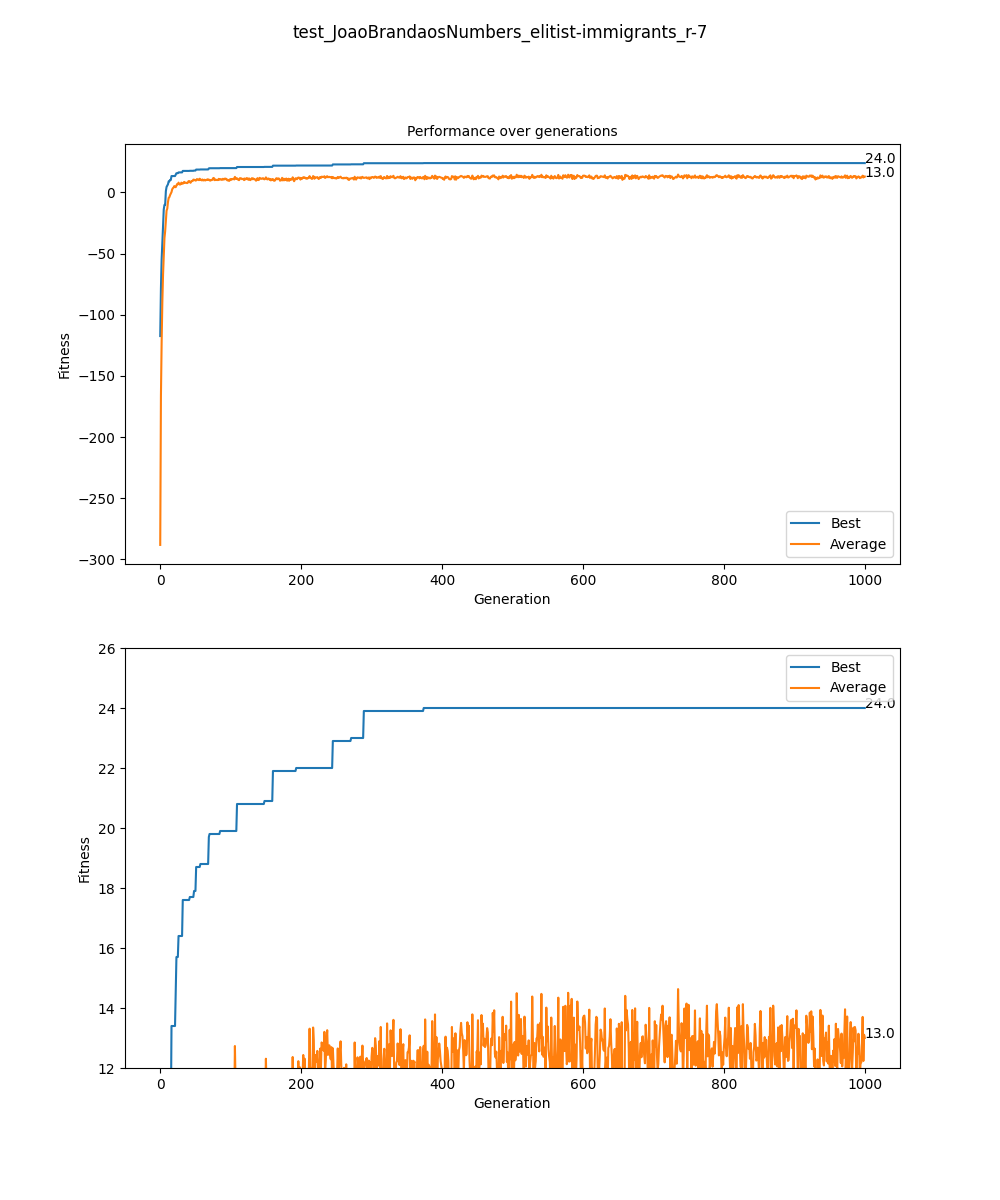 test_JoaoBrandaosNumbers_elitist-immigrants_r-7
Performance over generations
24.0
13.0
0
−50
−100
−150
−200
−250
−300
Fitness
Best
Average
0 200 400 600 800 1000
Generation
26
24
22
20
18
16
14
12
Fitness
Best
Average
24.0
13.0
0 200 400 600 800 1000
Generation